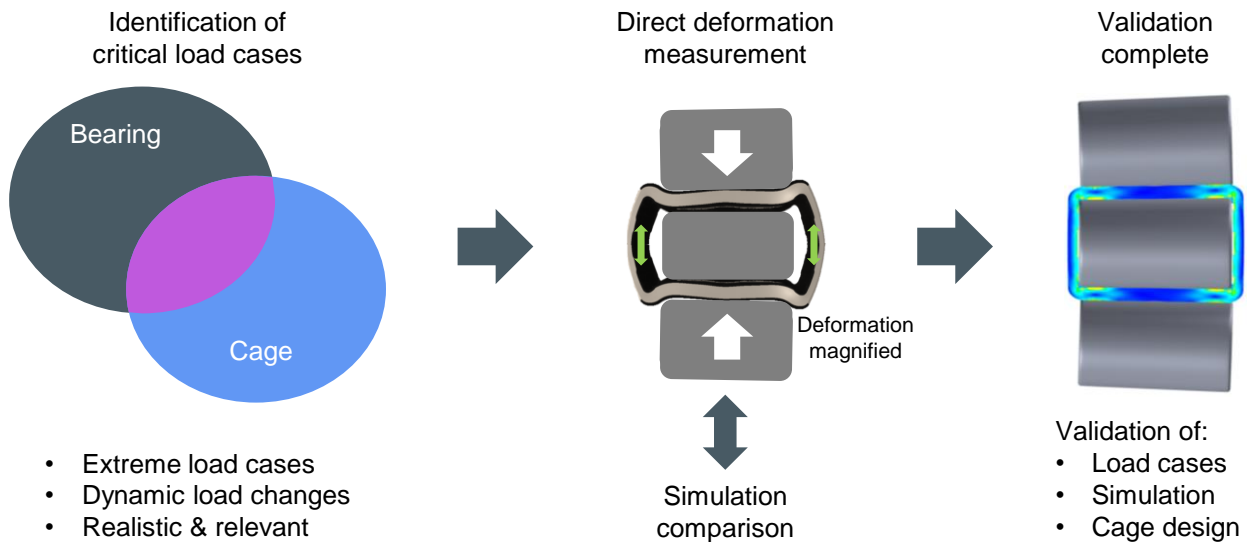 Identification of
critical load cases
Bearing
Cage
• Extreme load cases
• Dynamic load changes
• Realistic & relevant
Direct deformation
measurement
Deformation
magnified
Simulation
comparison
Validation
complete
Validation of:
• Load cases
• Simulation
• Cage design